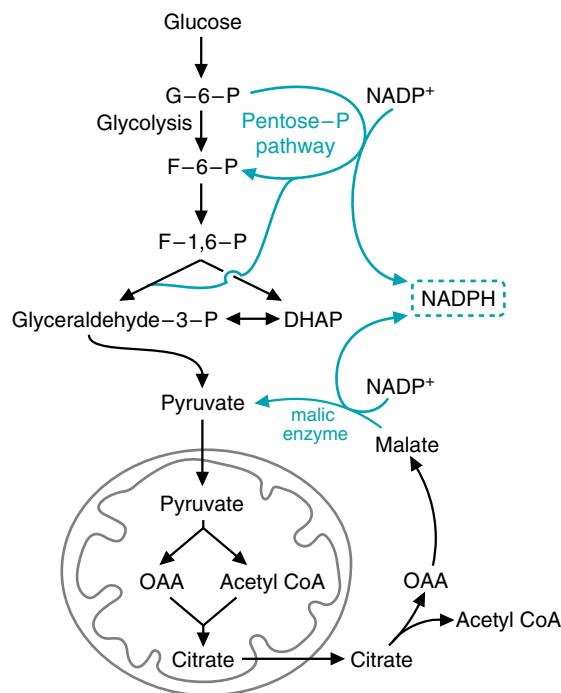 Glucose
G–6–P
NADP⁺
Glycolysis
Pentose–P
pathway
F–6–P
F–1,6–P
Glyceraldehyde–3–P
DHAP
NADPH
NADP⁺
Pyruvate
malic
enzyme
Malate
Pyruvate
OAA
Acetyl CoA
OAA
Acetyl CoA
Citrate
Citrate